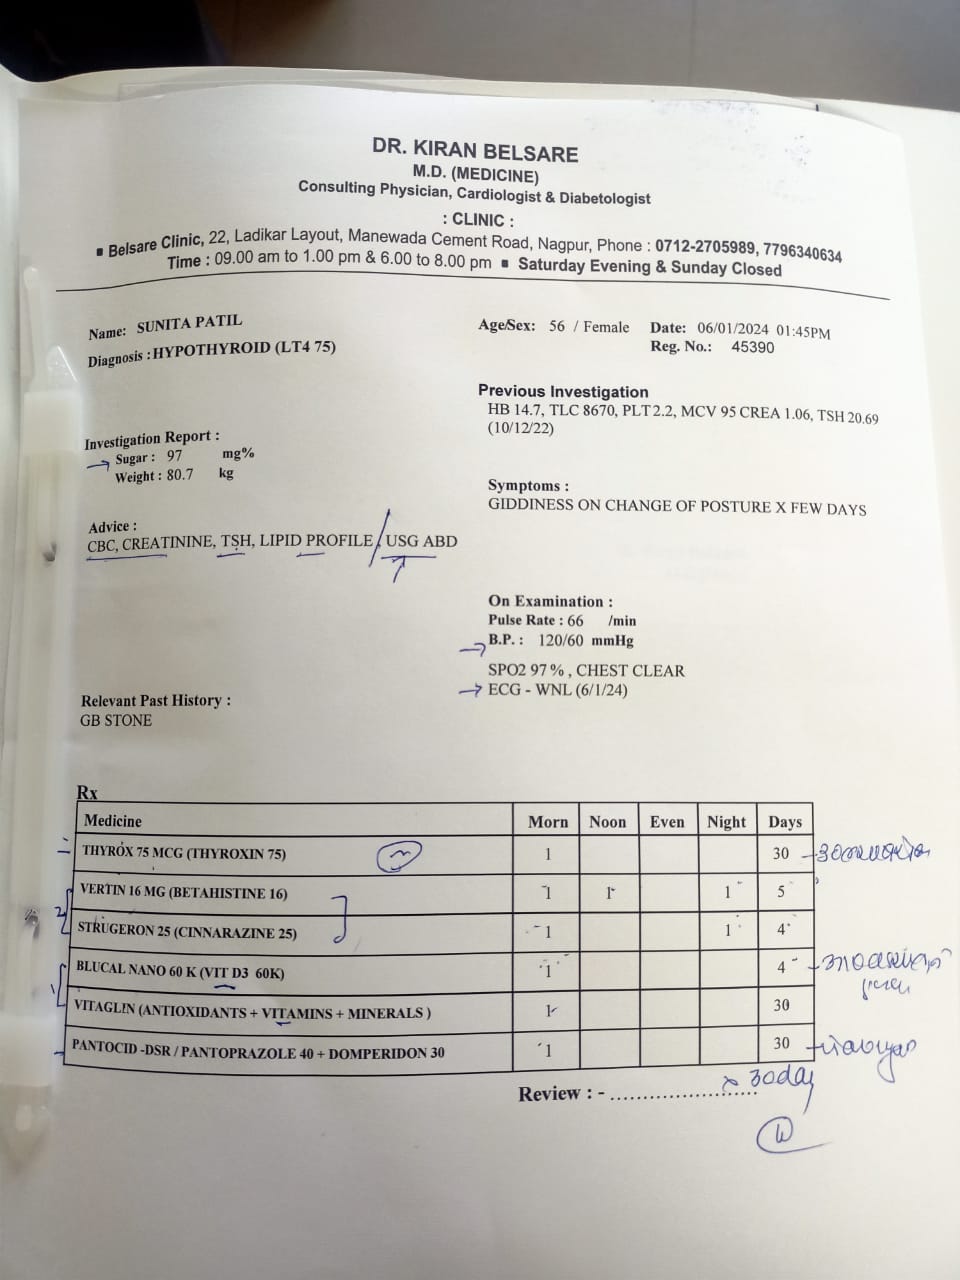 DR. KIRAN BELSARE
M.D. (MEDICINE)
Consulting Physician, Cardiologist & Diabetologist
: CLINIC :
▪ Belsare Clinic, 22, Ladikar Layout, Manewada Cement Road, Nagpur, Phone : 0712-2705989, 7796340634
Time : 09.00 am to 1.00 pm & 6.00 to 8.00 pm ▪ Saturday Evening & Sunday Closed
Name: SUNITA PATIL Age/Sex: 56 / Female Date: 06/01/2024 01:45PM
Diagnosis : HYPOTHYROID (LT4 75) Reg. No.: 45390
Previous Investigation
HB 14.7, TLC 8670, PLT 2.2, MCV 95 CREA 1.06, TSH 20.69
(10/12/22)
Investigation Report :
Sugar : 97 mg%
Weight : 80.7 kg
Symptoms :
GIDDINESS ON CHANGE OF POSTURE X FEW DAYS
Advice :
CBC, CREATININE, TSH, LIPID PROFILE USG ABD
On Examination :
Pulse Rate : 66 /min
B.P. : 120/60 mmHg
SPO2 97 % , CHEST CLEAR
ECG - WNL (6/1/24)
Relevant Past History :
GB STONE
Rx
Medicine Morn Noon Even Night Days
THYROX 75 MCG (THYROXIN 75) 1 30
VERTIN 16 MG (BETAHISTINE 16) 1 1 1 5
STRUGERON 25 (CINNARAZINE 25) 1 1 4
BLUCAL NANO 60 K (VIT D3 60K) 1 4
VITAGLIN (ANTIOXIDANTS + VITAMINS + MINERALS ) 1 30
PANTOCID -DSR / PANTOPRAZOLE 40 + DOMPERIDON 30 1 30
Review : - ........................ x 30day